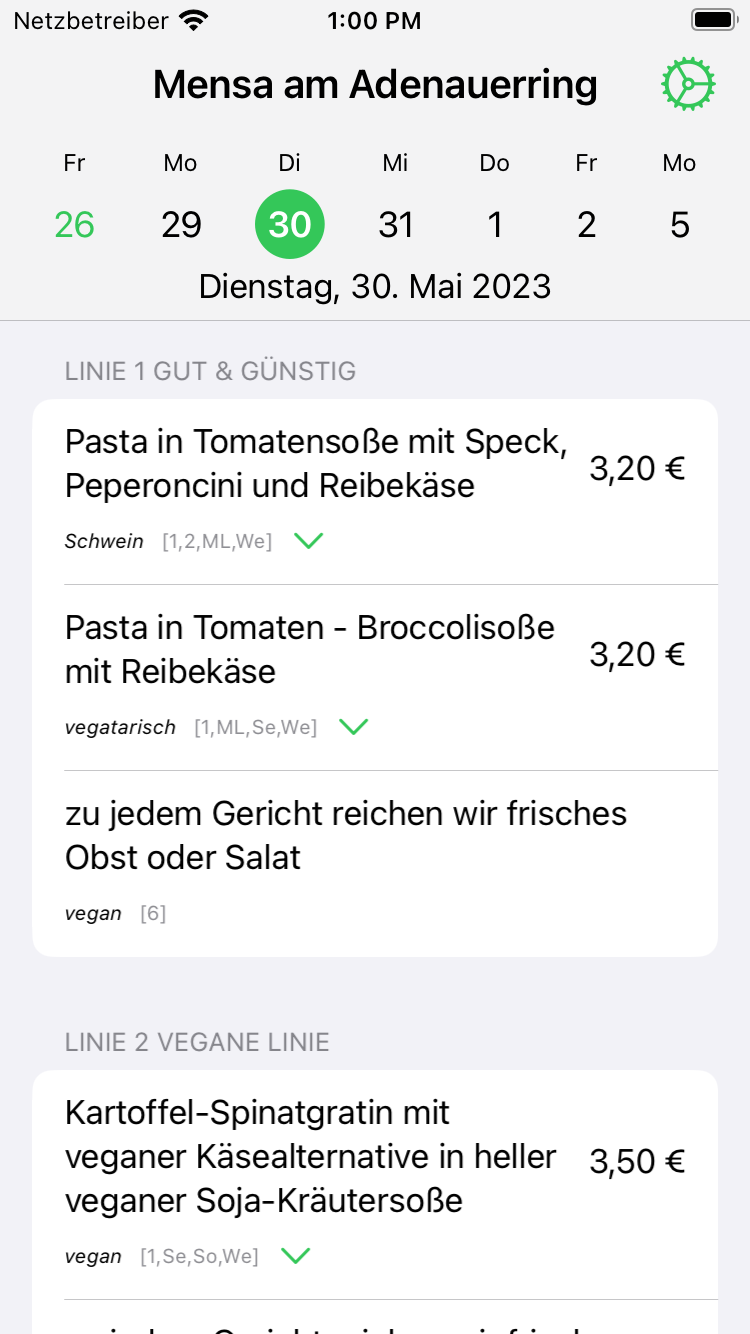 Netzbetreiber 1:00 PM
Mensa am Adenauerring
Fr Mo Di Mi Do Fr Mo
26 29 30 31 1 2 5
Dienstag, 30. Mai 2023
LINIE 1 GUT & GÜNSTIG
Pasta in Tomatensoße mit Speck,
Peperoncini und Reibekäse
3,20 €
Schwein [1,2,ML,We]
Pasta in Tomaten - Broccolisoße
mit Reibekäse
3,20 €
vegatarisch [1,ML,Se,We]
zu jedem Gericht reichen wir frisches
Obst oder Salat
vegan [6]
LINIE 2 VEGANE LINIE
Kartoffel-Spinatgratin mit
veganer Käsealternative in heller
veganer Soja-Kräutersoße
3,50 €
vegan [1,Se,So,We]